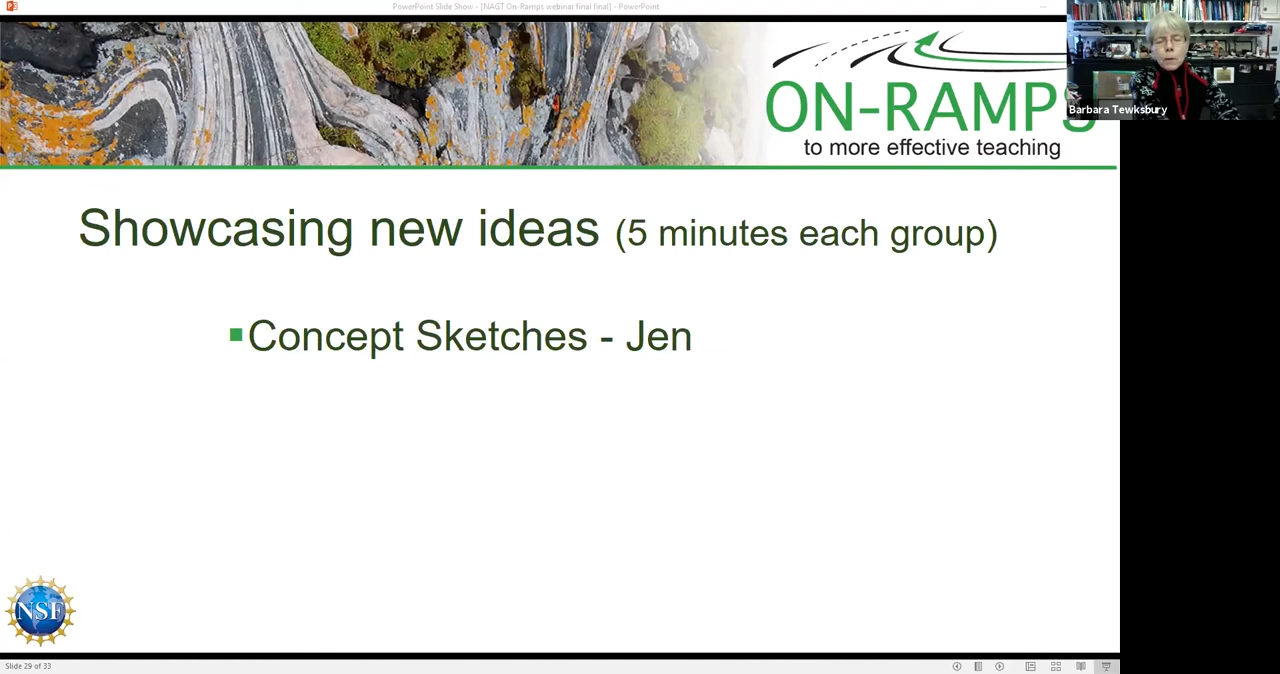 PowerPoint Slide Show - [NAGT On-Ramps webinar final final] - PowerPoint
ON-RAMPS
to more effective teaching
Barbara Tewksbury
Showcasing new ideas (5 minutes each group)
▪Concept Sketches - Jen
NSF
Slide 29 of 33